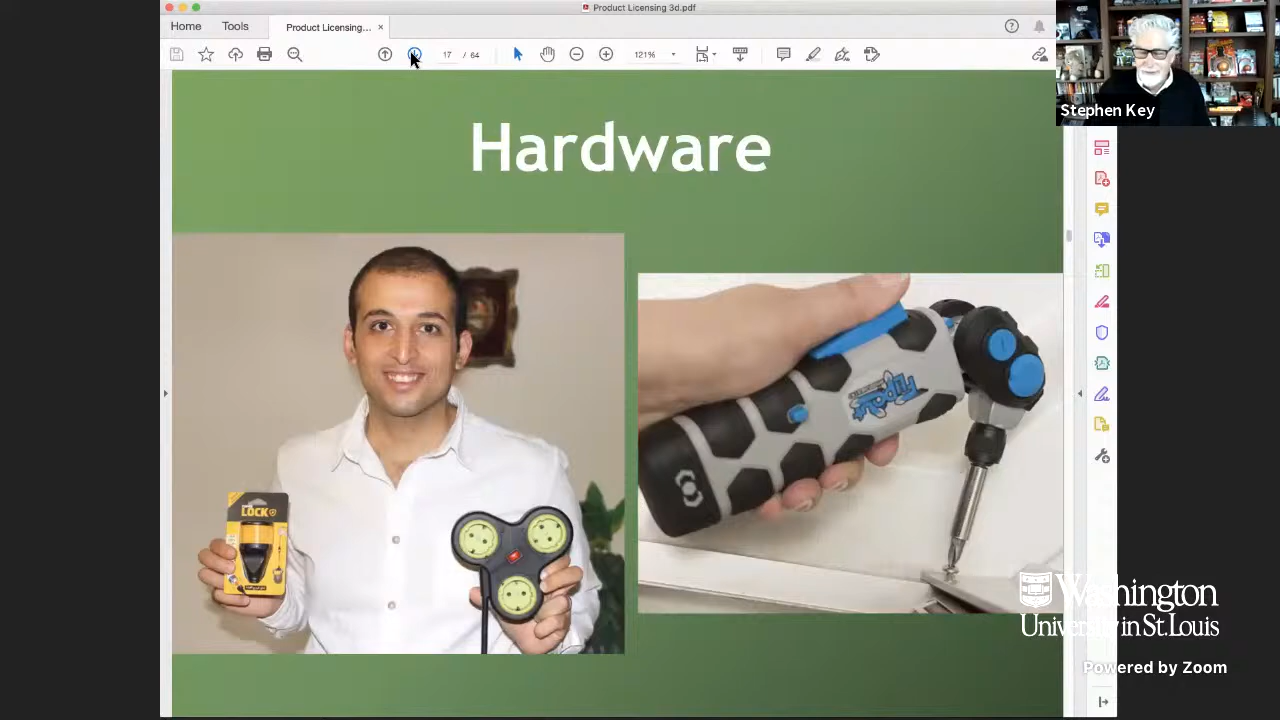 Product Licensing 3d.pdf
Home
Tools
Product Licensing...
×
17 / 64
121%
Stephen Key
Hardware
LOCK
Washington
University in St. Louis
Powered by Zoom